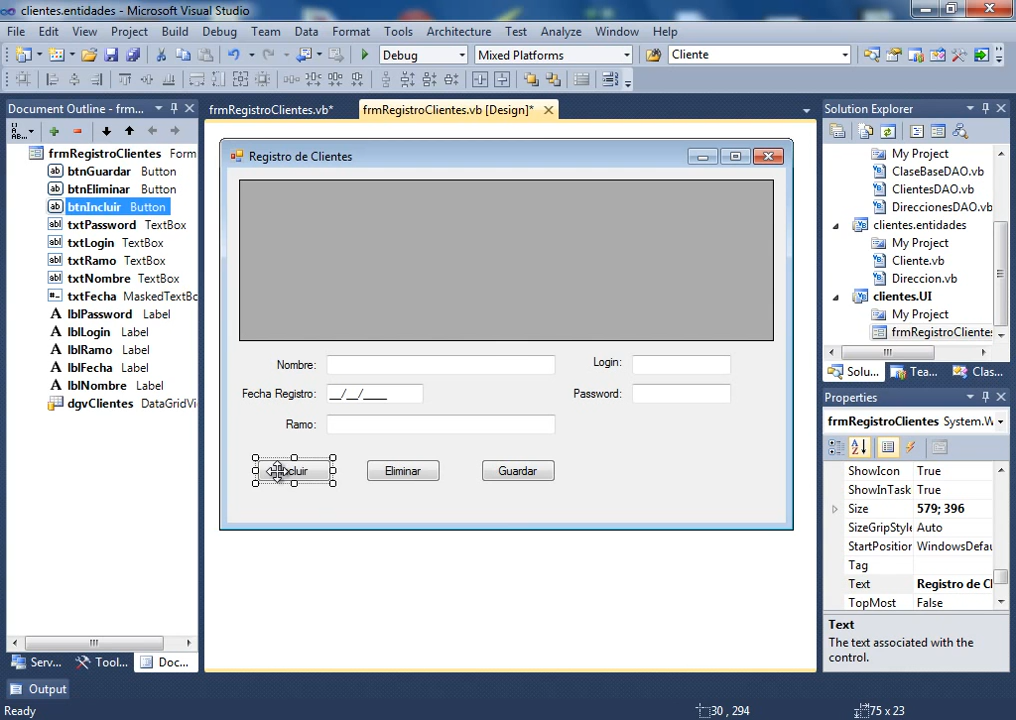 clientes.entidades - Microsoft Visual Studio
File Edit View Project Build Debug Team Data Format Tools Architecture Test Analyze Window Help
Debug Mixed Platforms Cliente
Document Outline - frm...
frmRegistroClientes Form
btnGuardar Button
btnEliminar Button
btnIncluir Button
txtPassword TextBox
txtLogin TextBox
txtRamo TextBox
txtNombre TextBox
txtFecha MaskedTextBo
lblPassword Label
lblLogin Label
lblRamo Label
lblFecha Label
lblNombre Label
dgvClientes DataGridVi
Serv... Tool... Doc...
frmRegistroClientes.vb* frmRegistroClientes.vb [Design]*
Registro de Clientes
Nombre: Login:
Fecha Registro: __/__/____ Password:
Ramo:
cluir Eliminar Guardar
Solution Explorer
My Project
ClaseBaseDAO.vb
ClientesDAO.vb
DireccionesDAO.vb
clientes.entidades
My Project
Cliente.vb
Direccion.vb
clientes.UI
My Project
frmRegistroClientes
Solu... Tea... Clas...
Properties
frmRegistroClientes System.W
ShowIcon True
ShowInTask True
Size 579; 396
SizeGripStyle Auto
StartPosition WindowsDefau
Tag
Text Registro de Cl
TopMost False
Text
The text associated with the
control.
Output
Ready 30 , 294 75 x 23